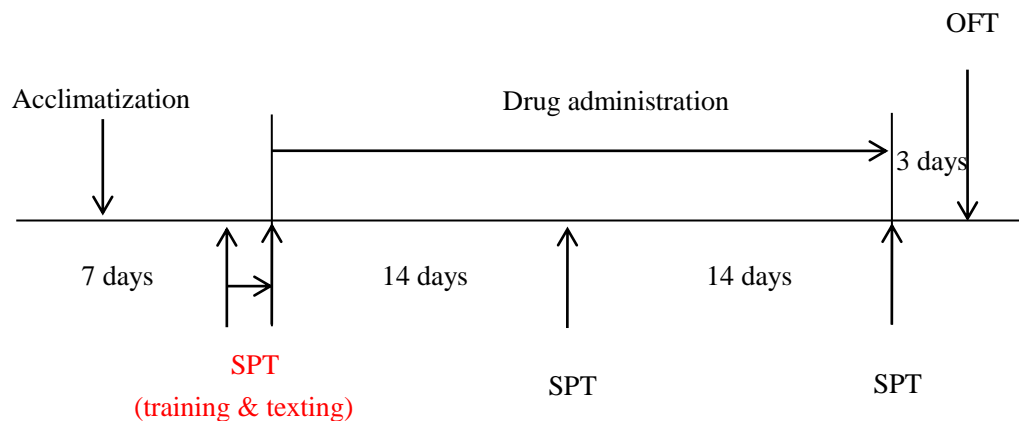 OFT
Acclimatization
Drug administration
3 days
7 days
14 days
14 days
SPT
(training & texting)
SPT
SPT